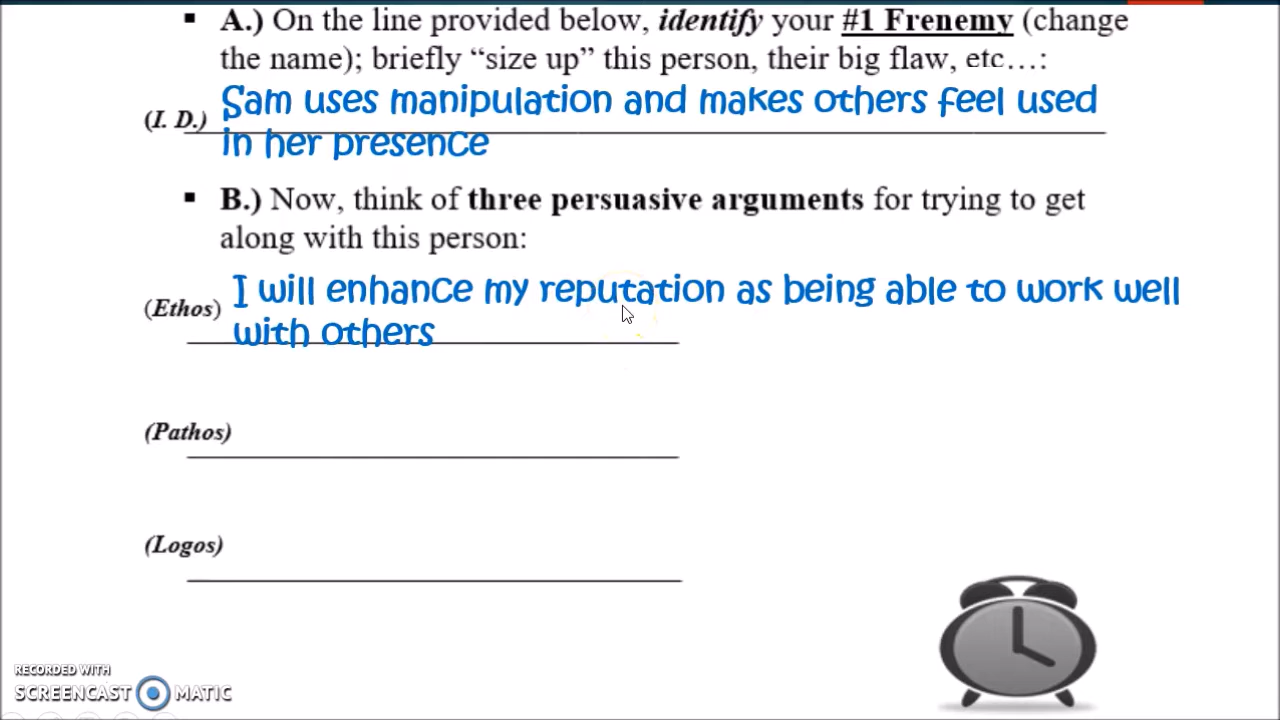 ▪ A.) On the line provided below, identify your #1 Frenemy (change
the name); briefly “size up” this person, their big flaw, etc…:
(I. D.) Sam uses manipulation and makes others feel used
in her presence
▪ B.) Now, think of three persuasive arguments for trying to get
along with this person:
(Ethos) I will enhance my reputation as being able to work well
with others
(Pathos)
(Logos)
RECORDED WITH
SCREENCAST MATIC